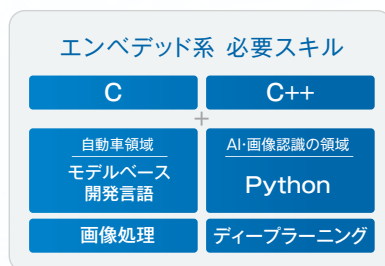 エンベデッド系 必要スキル
C
C++
+
自動車領域
モデルベース
開発言語
AI・画像認識の領域
Python
画像処理
ディープラーニング